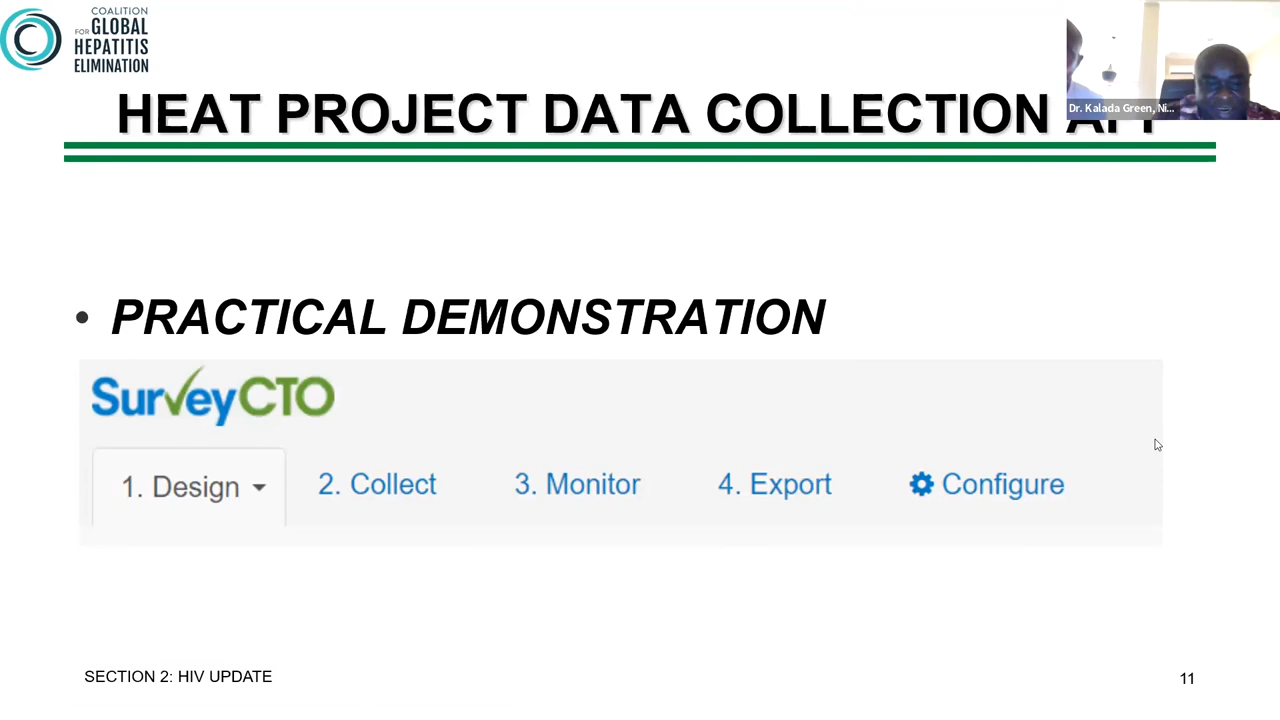 COALITION
FOR GLOBAL
HEPATITIS
ELIMINATION
HEAT PROJECT DATA COLLECTION
Dr. Kalada Green, Ni...
• PRACTICAL DEMONSTRATION
SurveyCTO
1. Design 2. Collect 3. Monitor 4. Export Configure
SECTION 2: HIV UPDATE
11